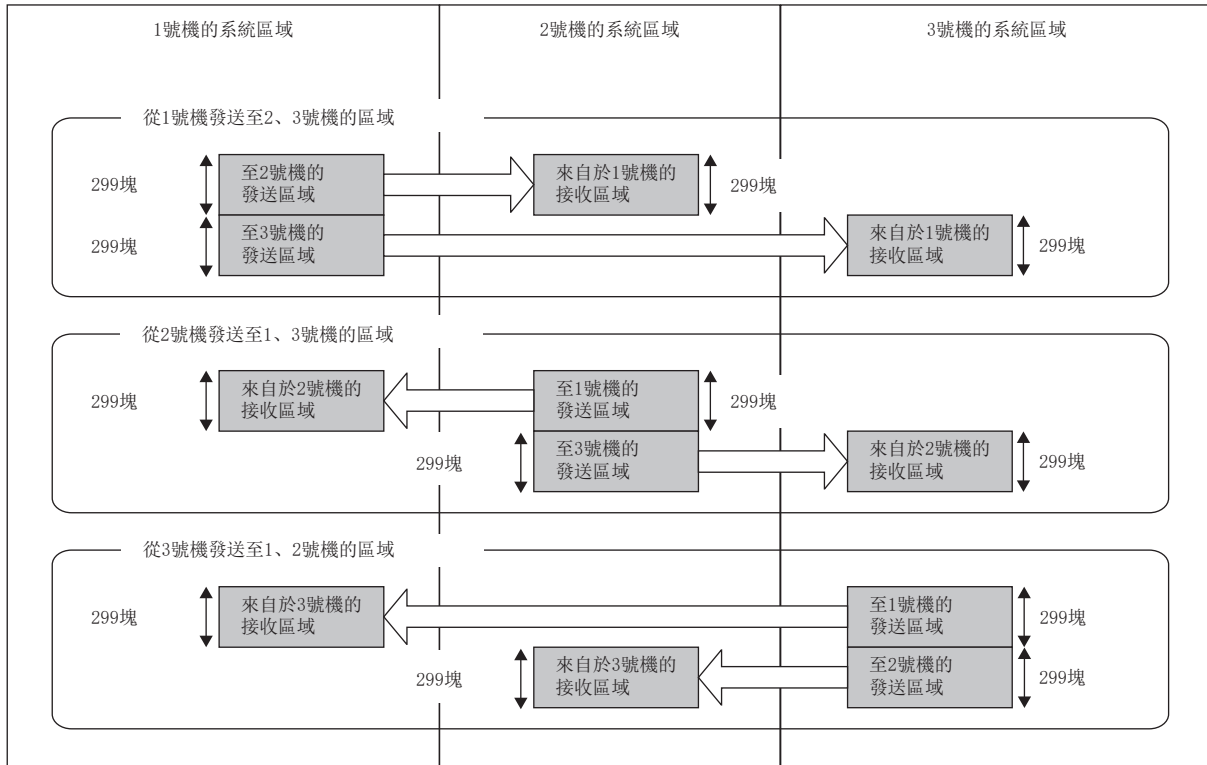 1號機的系統區域
2號機的系統區域
3號機的系統區域
從1號機發送至2、3號機的區域
299塊
至2號機的
發送區域
來自於1號機的
接收區域
299塊
299塊
至3號機的
發送區域
來自於1號機的
接收區域
299塊
從2號機發送至1、3號機的區域
299塊
來自於2號機的
接收區域
至1號機的
發送區域
299塊
299塊
至3號機的
發送區域
來自於2號機的
接收區域
299塊
從3號機發送至1、2號機的區域
299塊
來自於3號機的
接收區域
至1號機的
發送區域
299塊
299塊
來自於3號機的
接收區域
至2號機的
發送區域
299塊